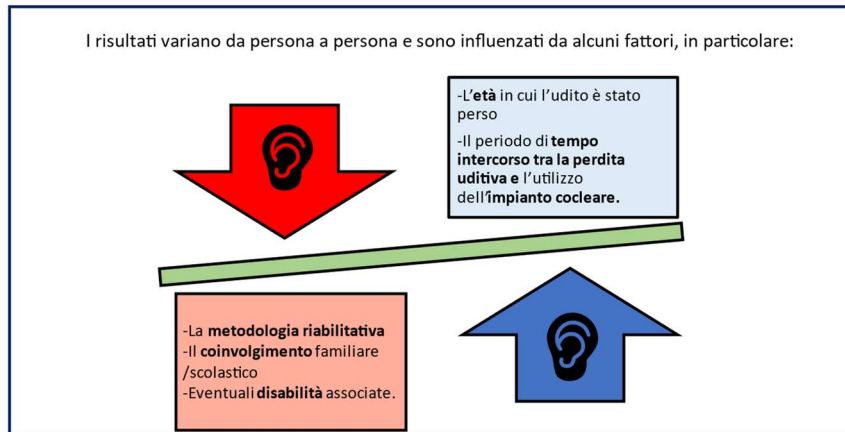 I risultati variano da persona a persona e sono influenzati da alcuni fattori, in particolare:
-L'età in cui l'udito è stato
perso
-Il periodo di tempo
intercorso tra la perdita
uditiva e l'utilizzo
dell'impianto cocleare.
-La metodologia riabilitativa
-Il coinvolgimento familiare
/scolastico
-Eventuali disabilità associate.